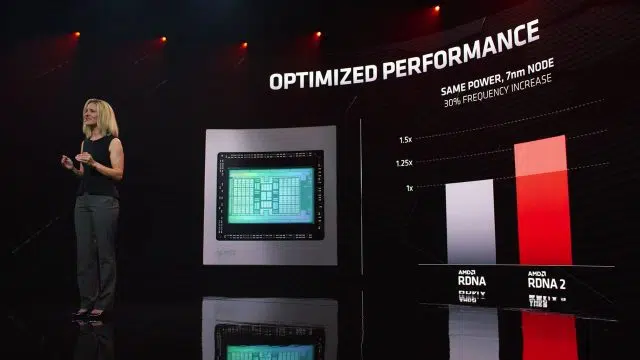 OPTIMIZED PERFORMANCE
SAME POWER, 7nm NODE
30% FREQUENCY INCREASE
1.5x
1.25x
1x
AMD
RDNA
AMD
RDNA 2